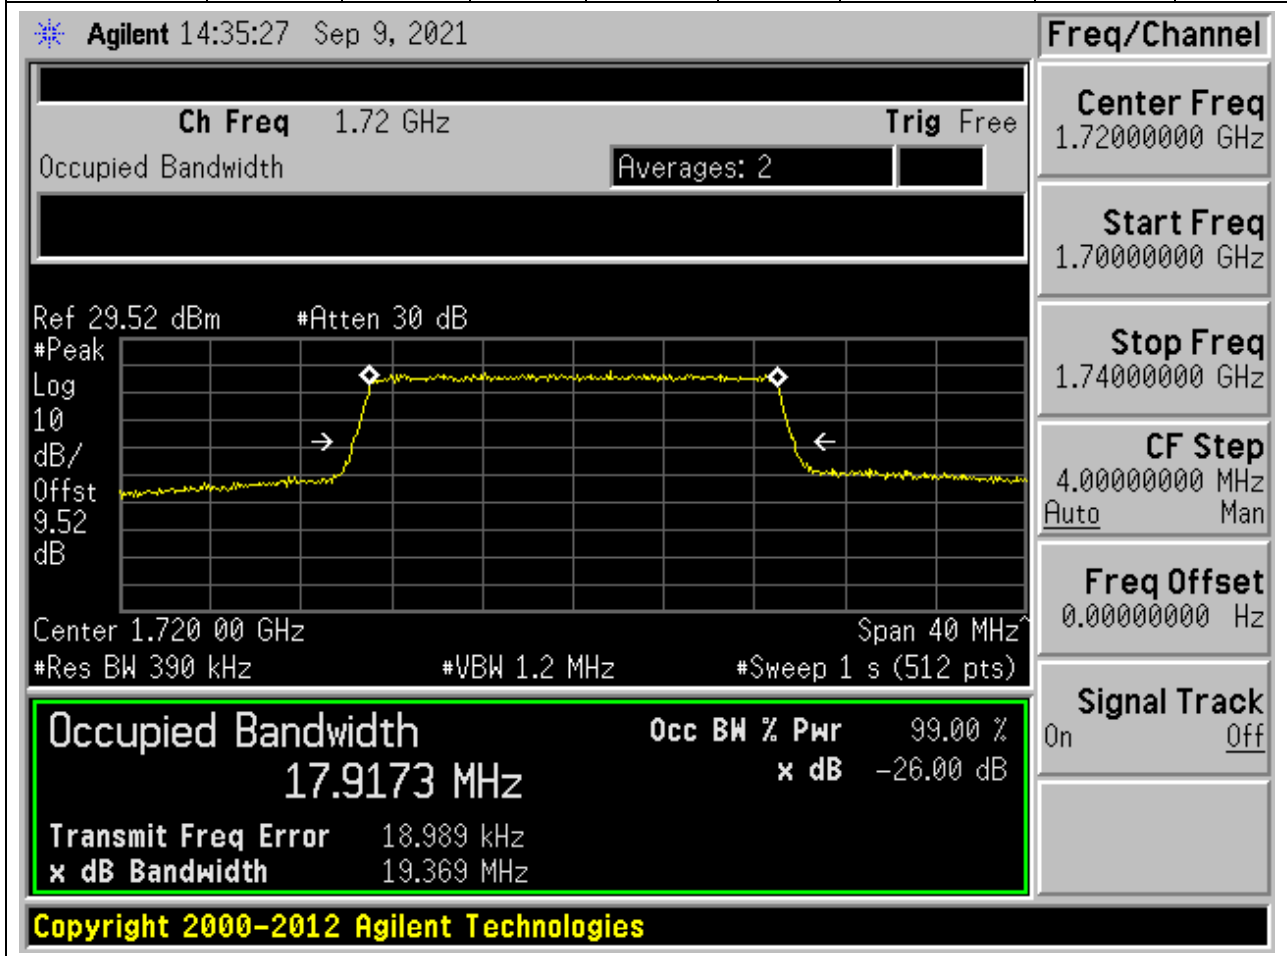 Agilent 14:35:27 Sep 9, 2021
Ch Freq 1.72 GHz Trig Free
Occupied Bandwidth Averages: 2
Ref 29.52 dBm #Atten 30 dB
#Peak
Log
10
dB/
Offst
9.52
dB
Center 1.720 00 GHz Span 40 MHz^
#Res BW 390 kHz #VBW 1.2 MHz #Sweep 1 s (512 pts)
Occupied Bandwidth Occ BW % Pwr 99.00 %
17.9173 MHz x dB -26.00 dB
Transmit Freq Error 18.989 kHz
x dB Bandwidth 19.369 MHz
Copyright 2000-2012 Agilent Technologies
Freq/Channel
Center Freq
1.72000000 GHz
Start Freq
1.70000000 GHz
Stop Freq
1.74000000 GHz
CF Step
4.00000000 MHz
Auto Man
Freq Offset
0.00000000 Hz
Signal Track
On Off